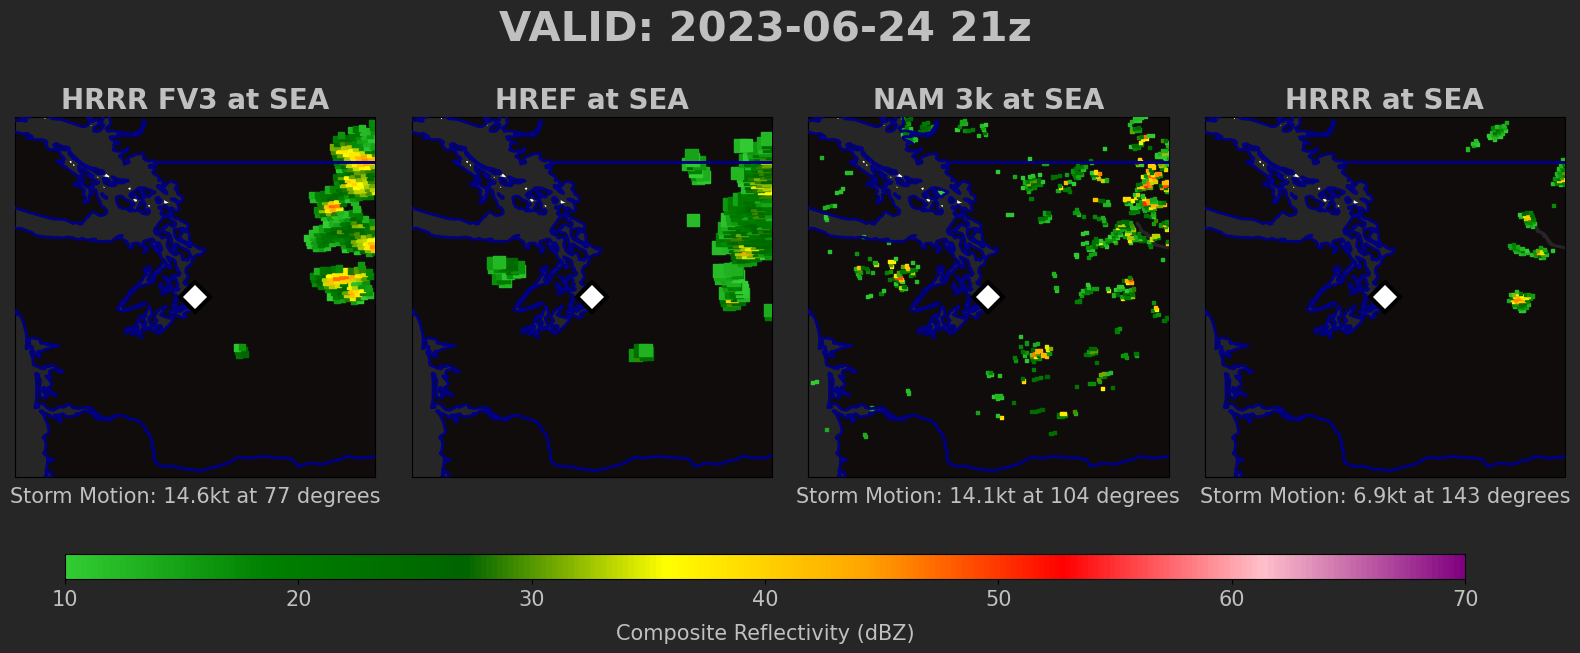 VALID: 2023-06-24 21z
HRRR FV3 at SEA
HREF at SEA
NAM 3k at SEA
HRRR at SEA
Storm Motion: 14.6kt at 77 degrees
Storm Motion: 14.1kt at 104 degrees
Storm Motion: 6.9kt at 143 degrees
10 20 30 40 50 60 70
Composite Reflectivity (dBZ)